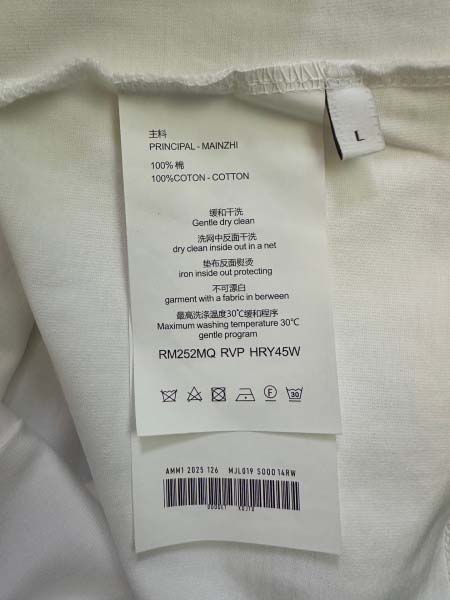 L
主料
PRINCIPAL - MAINZHI
100% 棉
100%COTON - COTTON
缓和干洗
Gentle dry clean
洗网中反面干洗
dry clean inside out in a net
垫布反面熨烫
iron inside out protecting
不可漂白
garment with a fabric in berween
最高洗涤温度30℃缓和程序
Maximum washing temperature 30℃
gentle program
RM252MQ RVP HRY45W
F 30
AMM1 2025 126 MJL019 S000 14RW